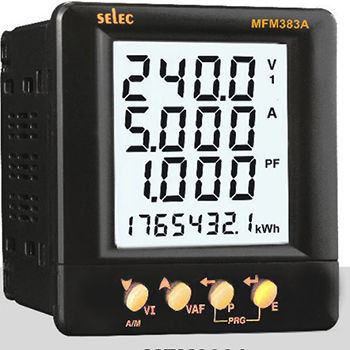 SELEC MFM383A
240.0 V
1
5.000 A
1.000 PF
1765432.1 kWh
VI VAF P E
A/M PRG